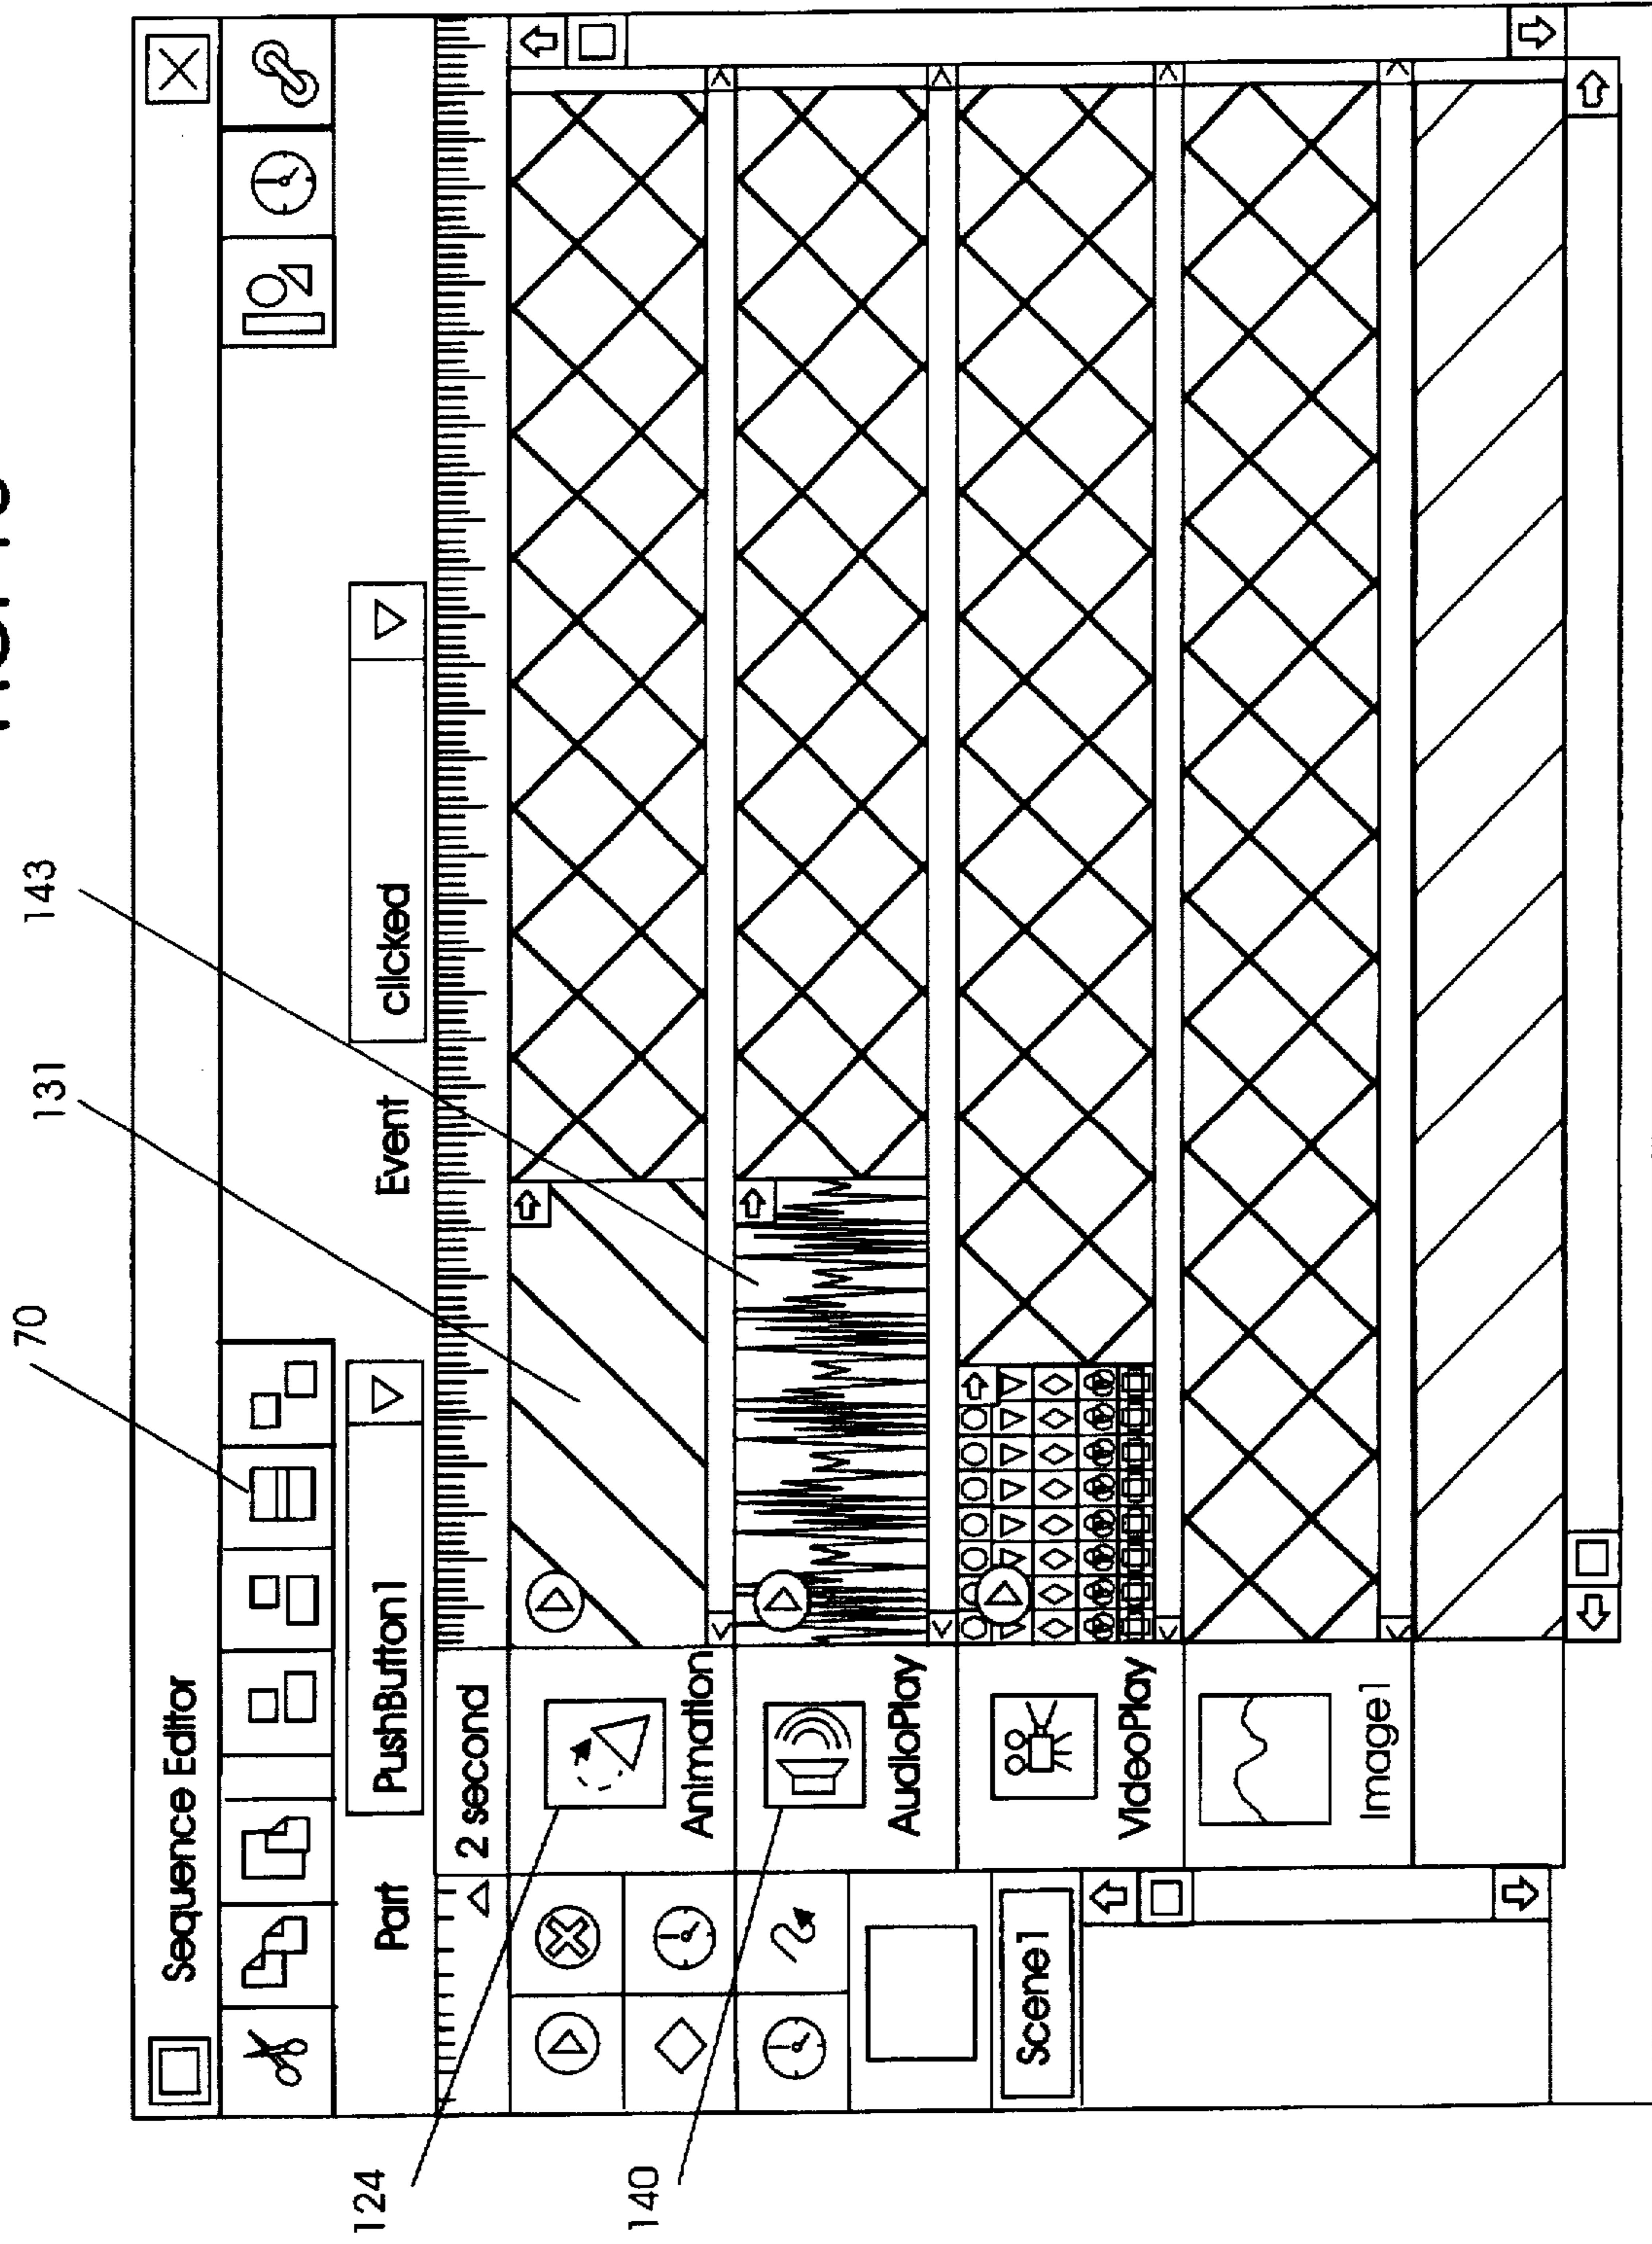 70
131
143
Sequence Editor
Part PushButton1 Event clicked
2 second
Animation
AudioPlay
VideoPlay
Image1
Scene1
124
140